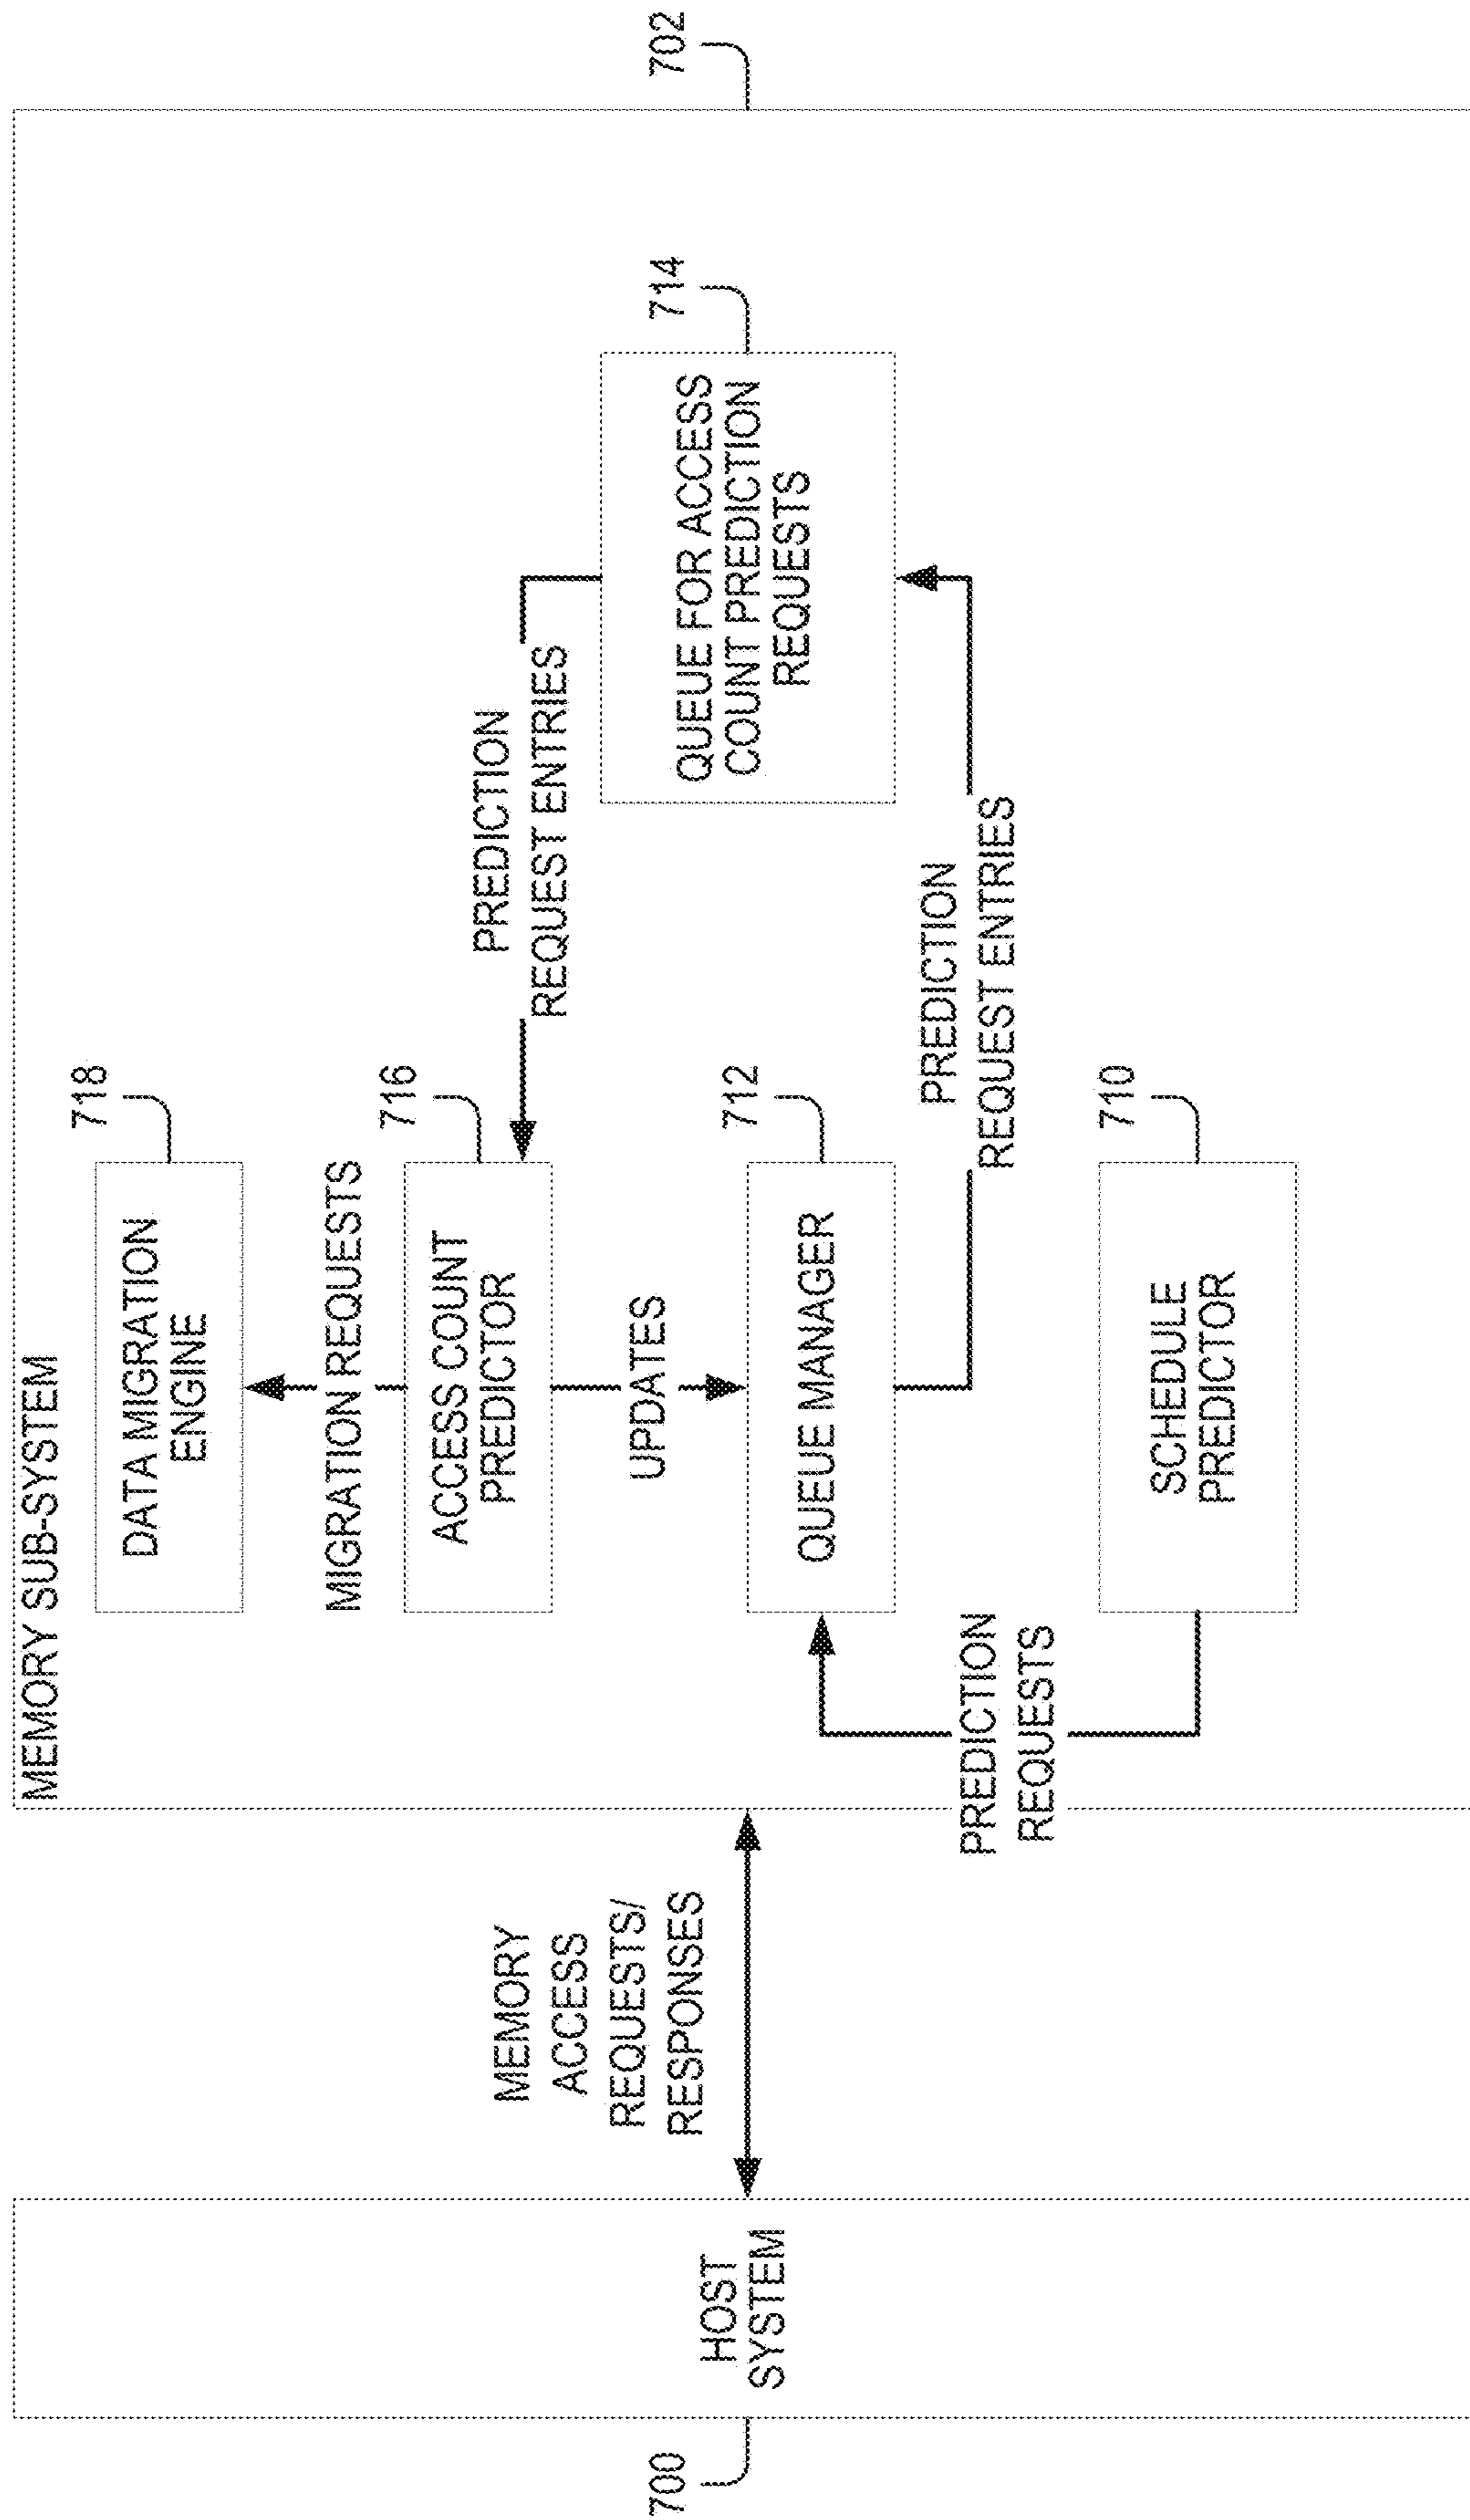 700
HOST
SYSTEM
MEMORY
ACCESS
REQUESTS/
RESPONSES
MEMORY SUB-SYSTEM
702
DATA MIGRATION
ENGINE
718
MIGRATION REQUESTS
ACCESS COUNT
PREDICTOR
716
PREDICTION
REQUEST ENTRIES
UPDATES
QUEUE FOR ACCESS
COUNT PREDICTION
REQUESTS
714
QUEUE MANAGER
712
PREDICTION
REQUEST ENTRIES
PREDICTION
REQUESTS
SCHEDULE
PREDICTOR
710